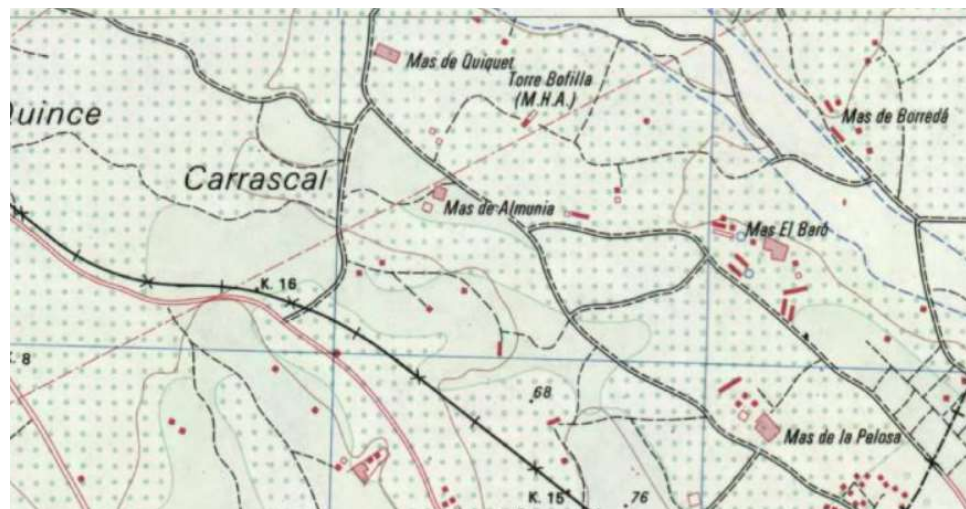 Mas de Quiquet
Torre Bofilla
(M.H.A.)
Mas de Borredá
uince
Carrascal
Mas de Almunia
Mas El Baró
K. 16
K. 8
68
Mas de la Pelosa
K. 15
76